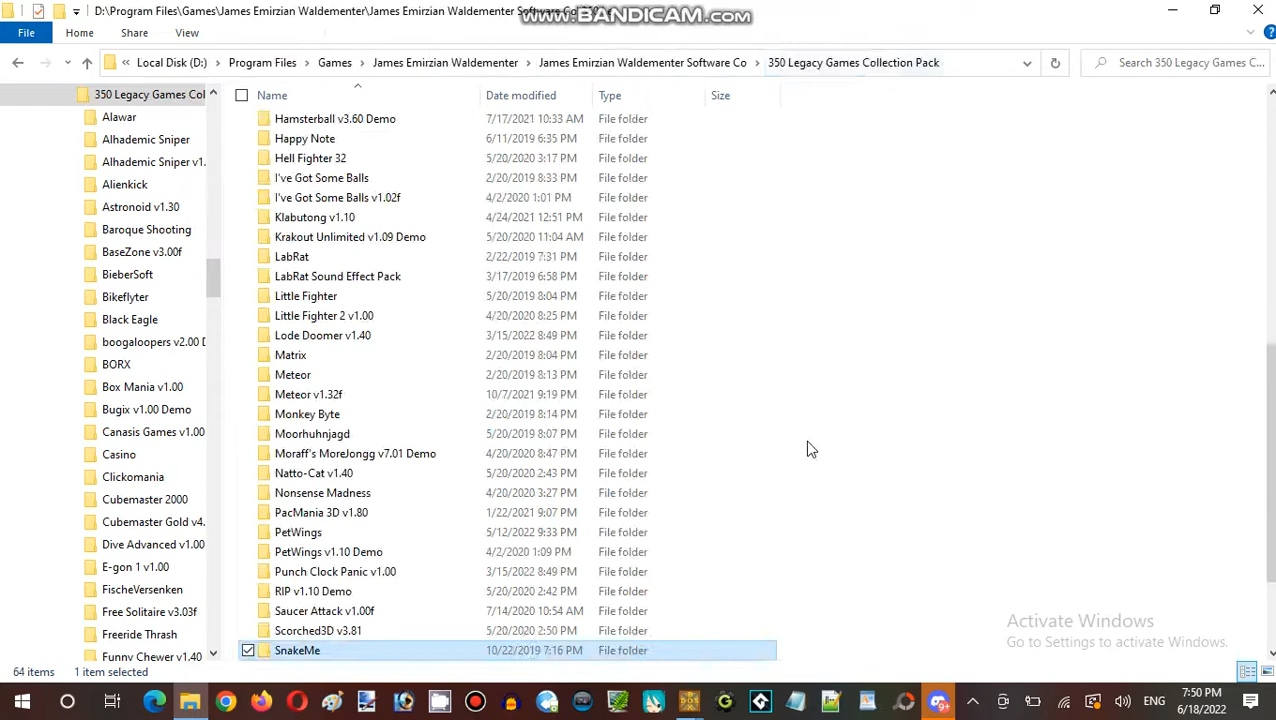 D:\Program Files\Games\James Emirzian Waldementer\James Emirzian Waldementer Software Co
www.BANDICAM.com
File Home Share View
Local Disk (D:) > Program Files > Games > James Emirzian Waldementer > James Emirzian Waldementer Software Co > 350 Legacy Games Collection Pack
Search 350 Legacy Games C...
350 Legacy Games Col
Alawar
Alhademic Sniper
Alhademic Sniper v1.
Alienkick
Astronoid v1.30
Baroque Shooting
BaseZone v3.00f
BieberSoft
Bikeflyter
Black Eagle
boogaloopers v2.00 D
BORX
Box Mania v1.00
Bugix v1.00 Demo
Canasis Games v1.00
Casino
Clickomania
Cubemaster 2000
Cubemaster Gold v4.
Dive Advanced v1.00
E-gon 1 v1.00
FischeVersenken
Free Solitaire v3.03f
Freeride Thrash
Funny Chewer v1.40
Name Date modified Type Size
Hamsterball v3.60 Demo 7/17/2021 10:33 AM File folder
Happy Note 6/11/2019 6:35 PM File folder
Hell Fighter 32 5/20/2020 3:17 PM File folder
I've Got Some Balls 2/20/2019 8:33 PM File folder
I've Got Some Balls v1.02f 4/2/2020 1:01 PM File folder
Klabutong v1.10 4/24/2021 12:51 PM File folder
Krakout Unlimited v1.09 Demo 5/20/2020 11:04 AM File folder
LabRat 2/22/2019 7:31 PM File folder
LabRat Sound Effect Pack 3/17/2019 6:58 PM File folder
Little Fighter 5/20/2019 8:04 PM File folder
Little Fighter 2 v1.00 4/20/2020 8:25 PM File folder
Lode Doomer v1.40 3/15/2022 8:49 PM File folder
Matrix 2/20/2019 8:04 PM File folder
Meteor 2/20/2019 8:13 PM File folder
Meteor v1.32f 10/7/2021 9:19 PM File folder
Monkey Byte 2/20/2019 8:14 PM File folder
Moorhuhnjagd 5/20/2019 8:07 PM File folder
Moraff's MoreJongg v7.01 Demo 4/20/2020 8:47 PM File folder
Natto-Cat v1.40 5/20/2020 2:43 PM File folder
Nonsense Madness 4/20/2020 3:27 PM File folder
PacMania 3D v1.80 1/22/2021 9:07 PM File folder
PetWings 5/12/2022 9:33 PM File folder
PetWings v1.10 Demo 4/2/2020 1:09 PM File folder
Punch Clock Panic v1.00 3/15/2022 8:49 PM File folder
RIP v1.10 Demo 5/20/2020 2:42 PM File folder
Saucer Attack v1.00f 7/14/2020 10:54 AM File folder
Scorched3D v3.81 5/20/2020 2:50 PM File folder
SnakeMe 10/22/2019 7:16 PM File folder
Activate Windows
Go to Settings to activate Windows.
64 items 1 item selected
ENG
7:50 PM
6/18/2022